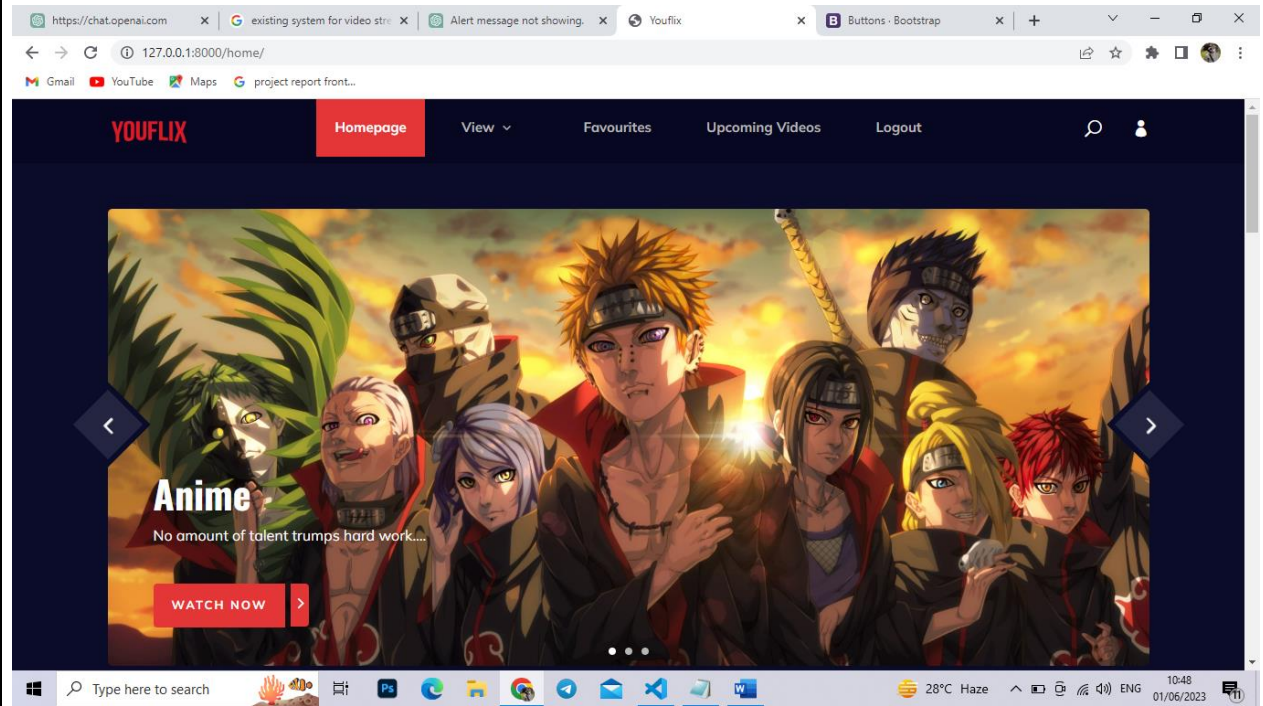 https://chat.openai.com
existing system for video stre
Alert message not showing.
Youflix
Buttons · Bootstrap
127.0.0.1:8000/home/
Gmail
YouTube
Maps
project report front...
YOUFLIX
Homepage
View
Favourites
Upcoming Videos
Logout
Anime
No amount of talent trumps hard work....
WATCH NOW
Type here to search
Ps
28°C Haze
ENG
10:48
01/06/2023